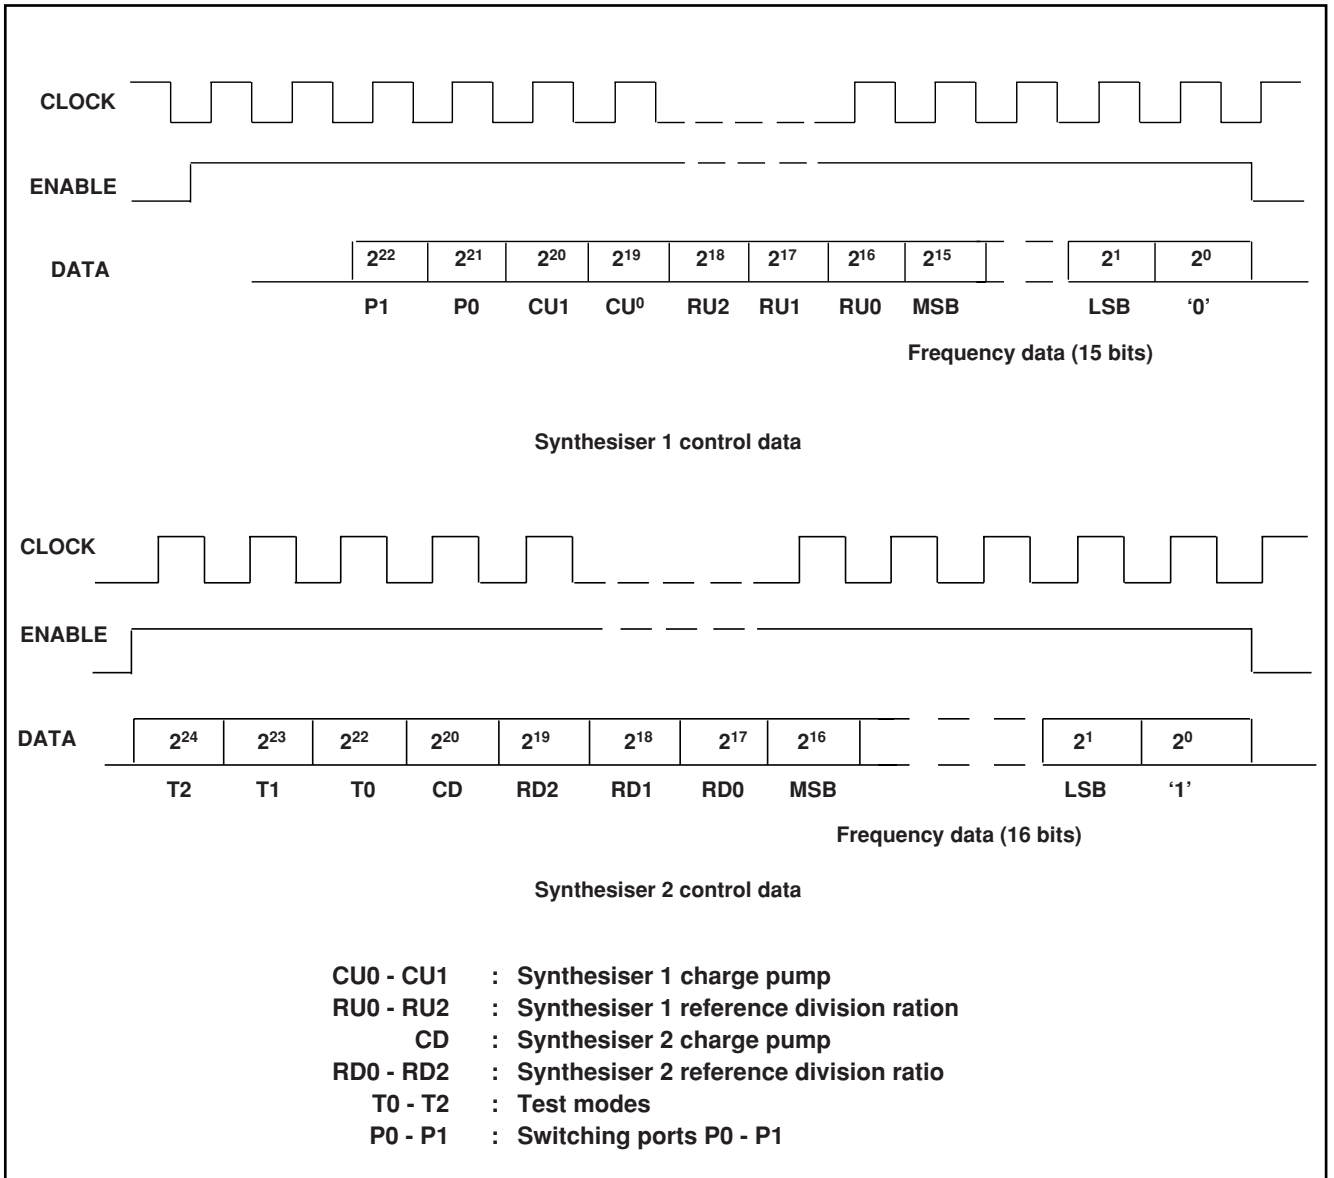 CLOCK
ENABLE
DATA
2²² 2²¹ 2²⁰ 2¹⁹ 2¹⁸ 2¹⁷ 2¹⁶ 2¹⁵ 2¹ 2⁰
P1 P0 CU1 CU⁰ RU2 RU1 RU0 MSB LSB ‘0’
Frequency data (15 bits)
Synthesiser 1 control data
CLOCK
ENABLE
DATA
2²⁴ 2²³ 2²² 2²⁰ 2¹⁹ 2¹⁸ 2¹⁷ 2¹⁶ 2¹ 2⁰
T2 T1 T0 CD RD2 RD1 RD0 MSB LSB ‘1’
Frequency data (16 bits)
Synthesiser 2 control data
CU0 - CU1 : Synthesiser 1 charge pump
RU0 - RU2 : Synthesiser 1 reference division ration
CD : Synthesiser 2 charge pump
RD0 - RD2 : Synthesiser 2 reference division ratio
T0 - T2 : Test modes
P0 - P1 : Switching ports P0 - P1